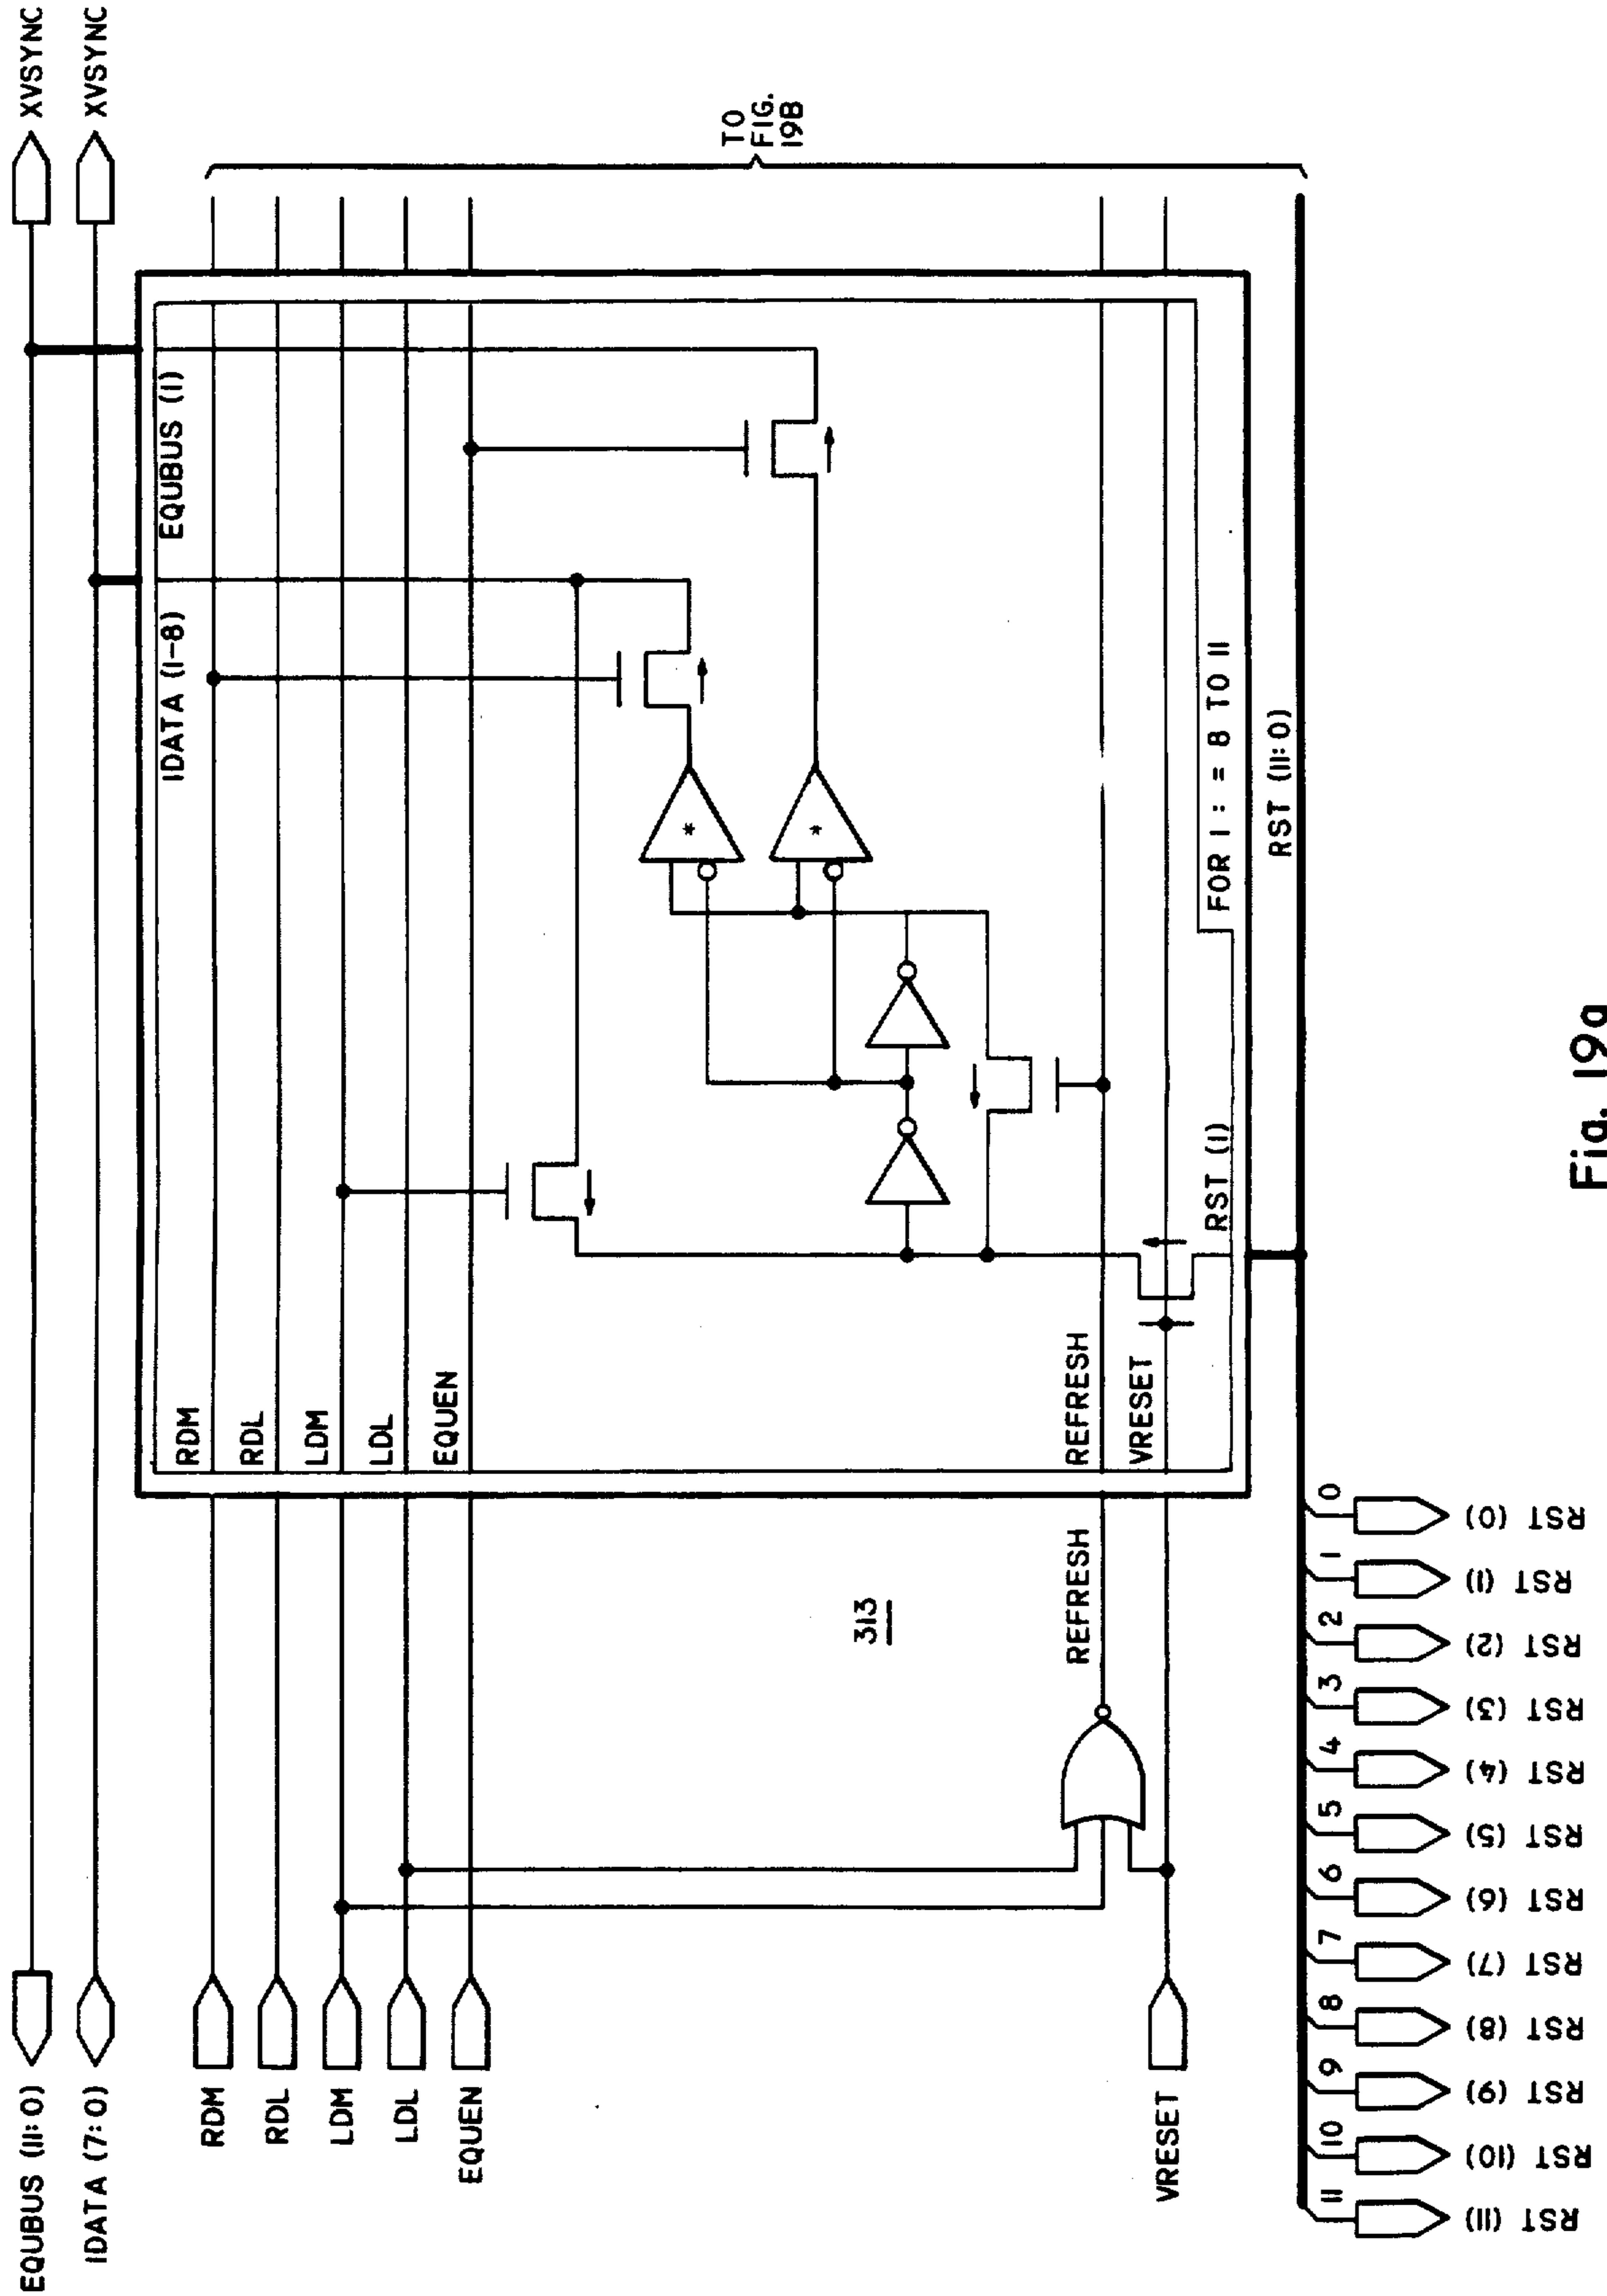 EQUBUS (11:0)
XVSYNC
IDATA (7:0)
XVSYNC
RDM
RDL
LDM
LDL
EQUEN
VRESET
313
REFRESH
RDM
RDL
LDM
LDL
EQUEN
REFRESH
VRESET
IDATA (I-8)
EQUBUS (I)
*
*
RST (I)
FOR I : = 8 TO 11
RST (11:0)
TO
FIG.
19B
11
10
9
8
7
6
5
4
3
2
1
0
RST (11)
RST (10)
RST (9)
RST (8)
RST (7)
RST (6)
RST (5)
RST (4)
RST (3)
RST (2)
RST (1)
RST (0)
Fig. 19a